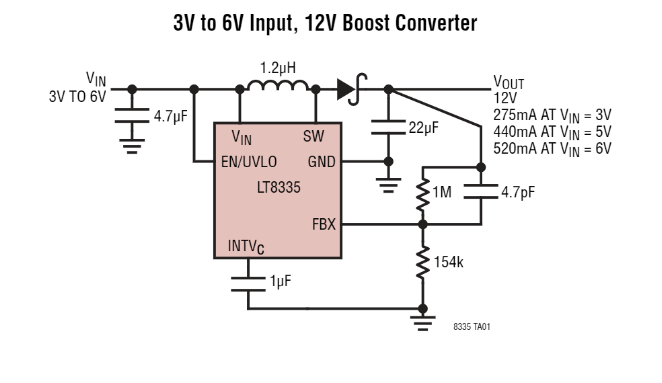 3V to 6V Input, 12V Boost Converter
1.2µH
VIN
3V TO 6V
4.7µF
VOUT
12V
275mA AT VIN = 3V
440mA AT VIN = 5V
520mA AT VIN = 6V
22µF
VIN
SW
EN/UVLO
GND
LT8335
1M
4.7pF
FBX
INTVC
154k
1µF
8335 TA01